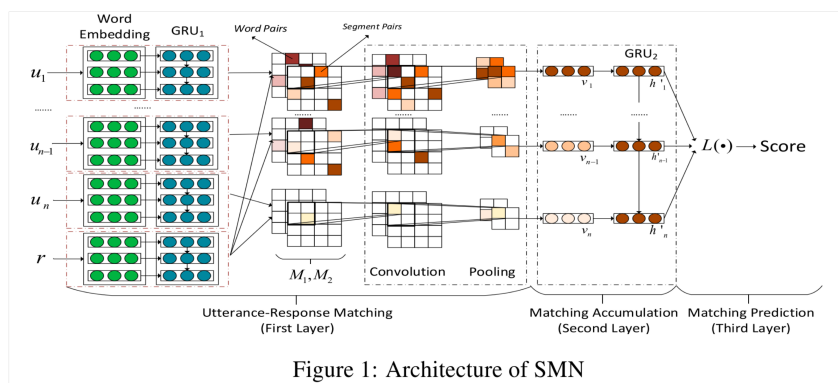 Word
Embedding
GRU1
Word Pairs
Segment Pairs
GRU2
u1
v1
h'1
.......
.......
.......
.......
.......
.......
un-1
vn-1
h'n-1
L(•)
Score
un
r
vn
h'n
M1, M2
Convolution
Pooling
Utterance-Response Matching
(First Layer)
Matching Accumulation
(Second Layer)
Matching Prediction
(Third Layer)
Figure 1: Architecture of SMN